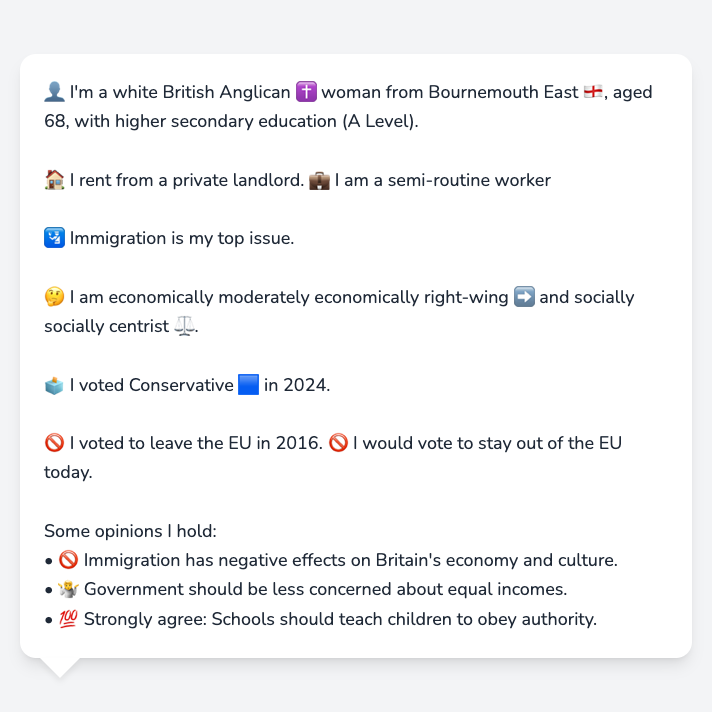 👤 I'm a white British Anglican ✝️ woman from Bournemouth East 🏴󠁧󠁢󠁥󠁮󠁧󠁿, aged
68, with higher secondary education (A Level).
🏠 I rent from a private landlord. 💼 I am a semi-routine worker
🛂 Immigration is my top issue.
🤔 I am economically moderately economically right-wing ➡️ and socially
socially centrist ⚖️.
🗳️ I voted Conservative 🟦 in 2024.
🚫 I voted to leave the EU in 2016. 🚫 I would vote to stay out of the EU
today.
Some opinions I hold:
• 🚫 Immigration has negative effects on Britain's economy and culture.
• 🤷 Government should be less concerned about equal incomes.
• 💯 Strongly agree: Schools should teach children to obey authority.